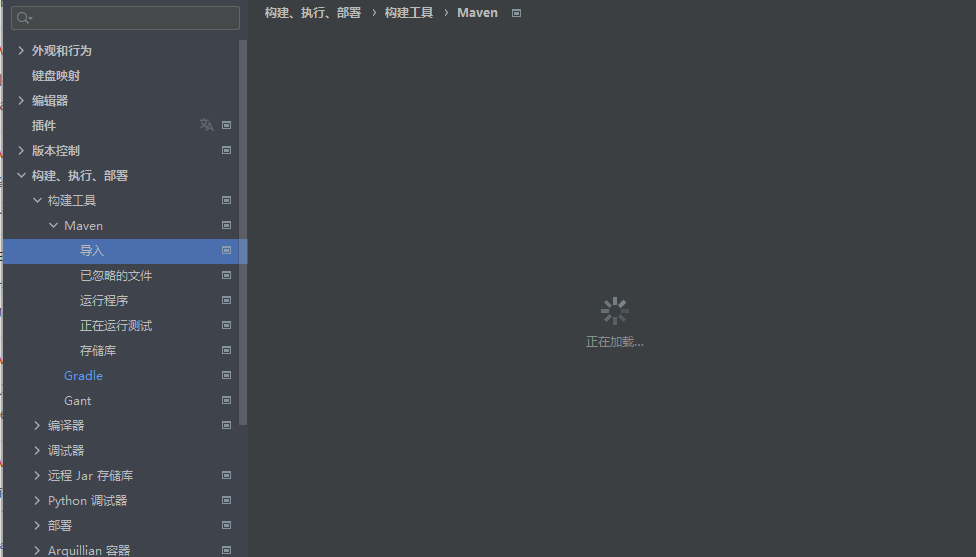 构建、执行、部署 › 构建工具 › Maven
外观和行为
键盘映射
编辑器
插件
版本控制
构建、执行、部署
构建工具
Maven
导入
已忽略的文件
运行程序
正在运行测试
存储库
Gradle
Gant
编译器
调试器
远程 Jar 存储库
Python 调试器
部署
Arquillian 容器
正在加载...